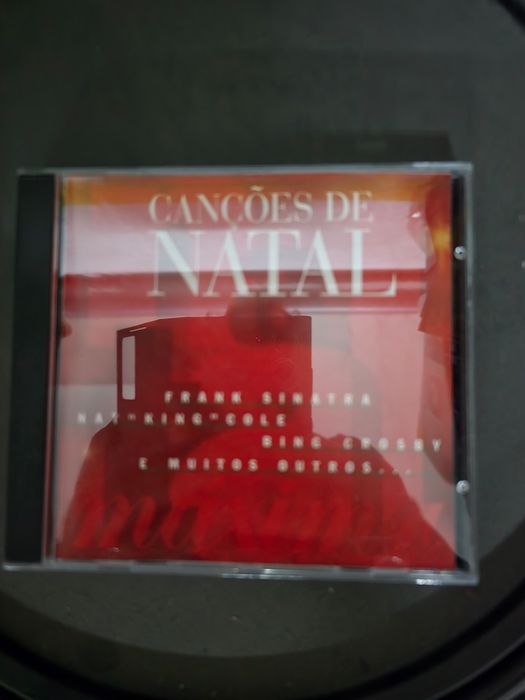 CANÇÕES DE
NATAL
FRANK SINATRA
NAT "KING" COLE
BING CROSBY
E MUITOS OUTROS...